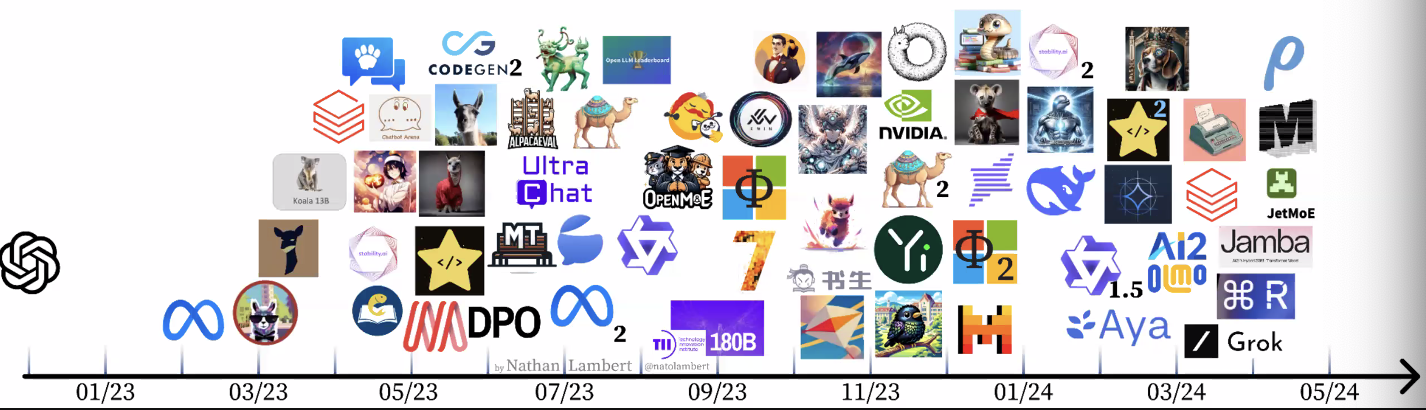 CODEGEN2
Open LLM Leaderboard
stability.ai
2
Chatbot Arena
ALPACAEVAL
NVIDIA.
2
Koala 13B
Ultra
Chat
OPENMOE
Φ
2
JetMoE
stability.ai
</>
MT
7
书生
Yi
Φ2
1.5
Ai2
OLMO
Jamba
DPO
2
TII
technology
innovation
institute
180B
M
Aya
R
Grok
by Nathan Lambert @natolambert
01/23
03/23
05/23
07/23
09/23
11/23
01/24
03/24
05/24